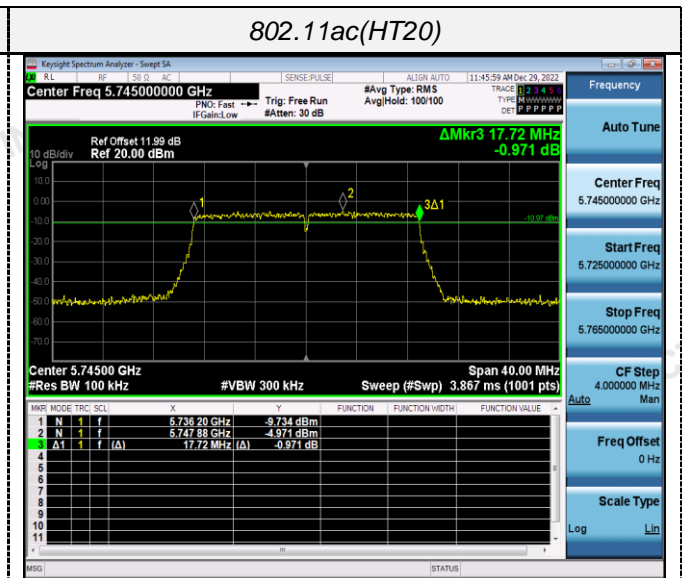 802.11ac(HT20)
Keysight Spectrum Analyzer - Swept SA
RL RF 50 Ω AC SENSE:PULSE ALIGN AUTO 11:45:59 AM Dec 29, 2022
Center Freq 5.745000000 GHz
#Avg Type: RMS
TRACE 1 2 3 4 5 6
PNO: Fast
Trig: Free Run
Avg|Hold: 100/100
TYPE M WWWWW
IFGain:Low
#Atten: 30 dB
DET P P P P P P
Ref Offset 11.99 dB
ΔMkr3 17.72 MHz
10 dB/div Ref 20.00 dBm
-0.971 dB
Log
10.0
0.00
1
2
3Δ1
-10.0
-10.97 dBm
-20.0
-30.0
-40.0
-50.0
-60.0
-70.0
Center 5.74500 GHz Span 40.00 MHz
#Res BW 100 kHz #VBW 300 kHz Sweep (#Swp) 3.867 ms (1001 pts)
MKR MODE TRC SCL X Y FUNCTION FUNCTION WIDTH FUNCTION VALUE
1 N 1 f 5.736 20 GHz -9.734 dBm
2 N 1 f 5.747 88 GHz -4.971 dBm
3 Δ1 1 f (Δ) 17.72 MHz (Δ) -0.971 dB
4
5
6
7
8
9
10
11
MSG STATUS
Frequency
Auto Tune
Center Freq
5.745000000 GHz
Start Freq
5.725000000 GHz
Stop Freq
5.765000000 GHz
CF Step
4.000000 MHz
Auto Man
Freq Offset
0 Hz
Scale Type
Log Lin